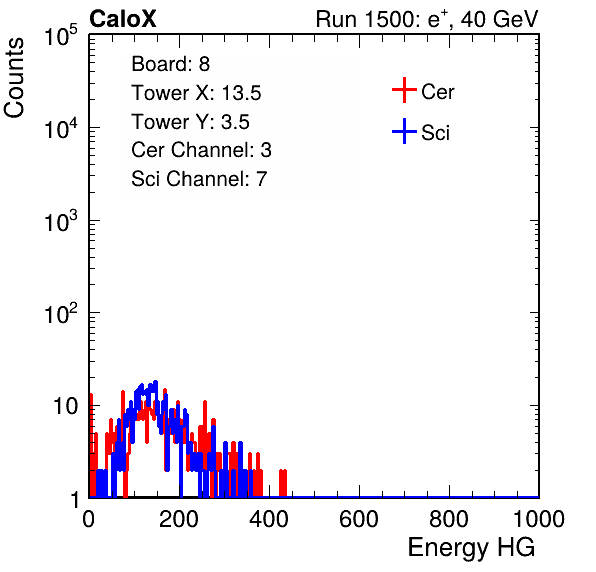 CaloX Run 1500: e⁺, 40 GeV
Counts
10⁵
10⁴
10³
10²
10
1
Board: 8
Tower X: 13.5
Tower Y: 3.5
Cer Channel: 3
Sci Channel: 7
Cer
Sci
0 200 400 600 800 1000
Energy HG